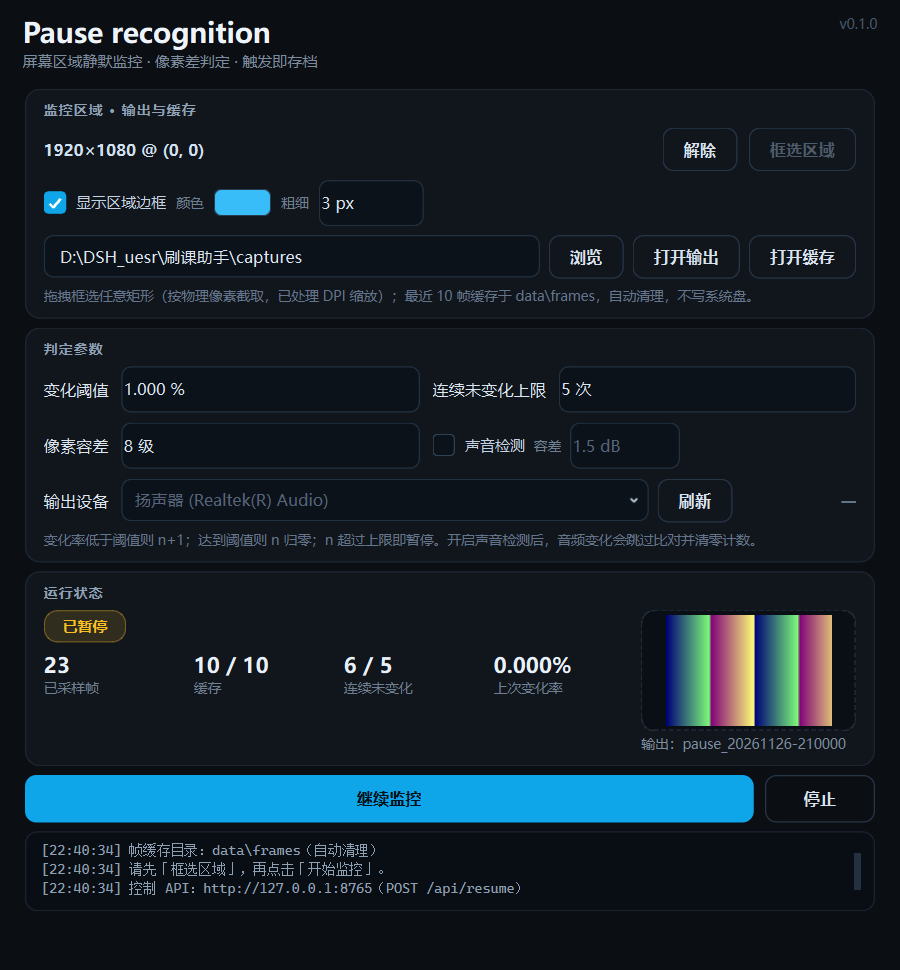 Pause recognition
v0.1.0
屏幕区域静默监控 · 像素差判定 · 触发即存档
监控区域 • 输出与缓存
1920×1080 @ (0, 0)
解除
框选区域
显示区域边框
颜色
粗细
3 px
D:\DSH_uesr\刷课助手\captures
浏览
打开输出
打开缓存
拖拽框选任意矩形（按物理像素截取，已处理 DPI 缩放）；最近 10 帧缓存于 data\frames，自动清理，不写系统盘。
判定参数
变化阈值
1.000 %
连续未变化上限
5 次
像素容差
8 级
声音检测
容差
1.5 dB
输出设备
扬声器 (Realtek(R) Audio)
刷新
—
变化率低于阈值则 n+1；达到阈值则 n 归零；n 超过上限即暂停。开启声音检测后，音频变化会跳过比对并清零计数。
运行状态
已暂停
23
10 / 10
6 / 5
0.000%
已采样帧
缓存
连续未变化
上次变化率
输出：pause_20261126-210000
继续监控
停止
[22:40:34] 帧缓存目录：data\frames（自动清理）
[22:40:34] 请先「框选区域」，再点击「开始监控」。
[22:40:34] 控制 API：http://127.0.0.1:8765（POST /api/resume）